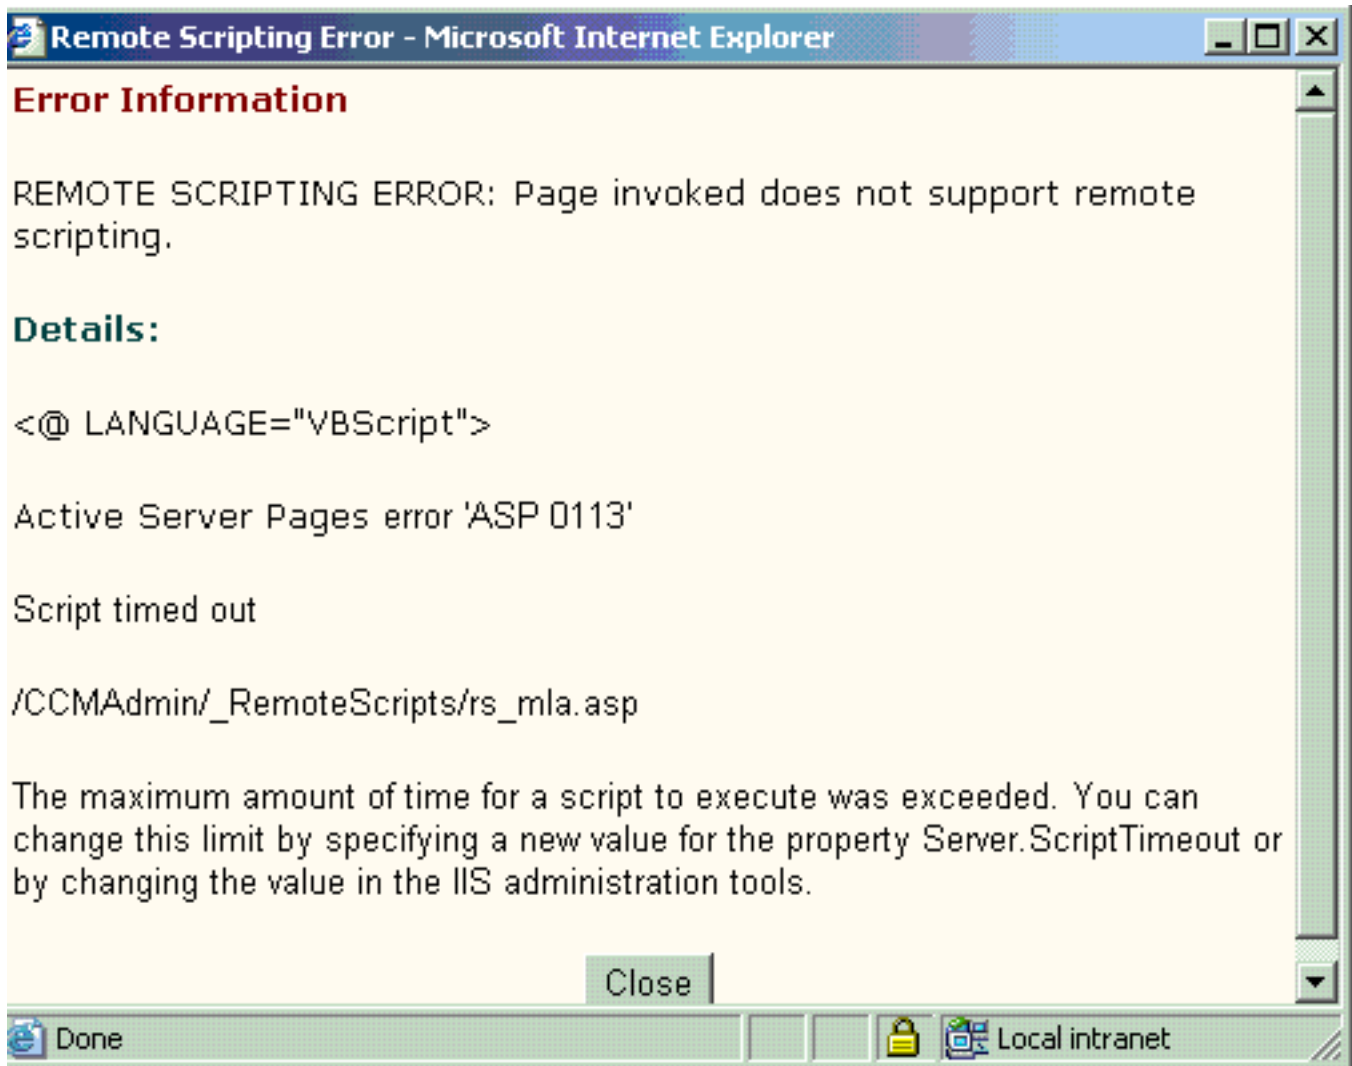 Remote Scripting Error - Microsoft Internet Explorer
Error Information
REMOTE SCRIPTING ERROR: Page invoked does not support remote
scripting.
Details:
<@ LANGUAGE="VBScript">
Active Server Pages error 'ASP 0113'
Script timed out
/CCMAdmin/_RemoteScripts/rs_mla.asp
The maximum amount of time for a script to execute was exceeded. You can
change this limit by specifying a new value for the property Server.ScriptTimeout or
by changing the value in the IIS administration tools.
Close
Done
Local intranet